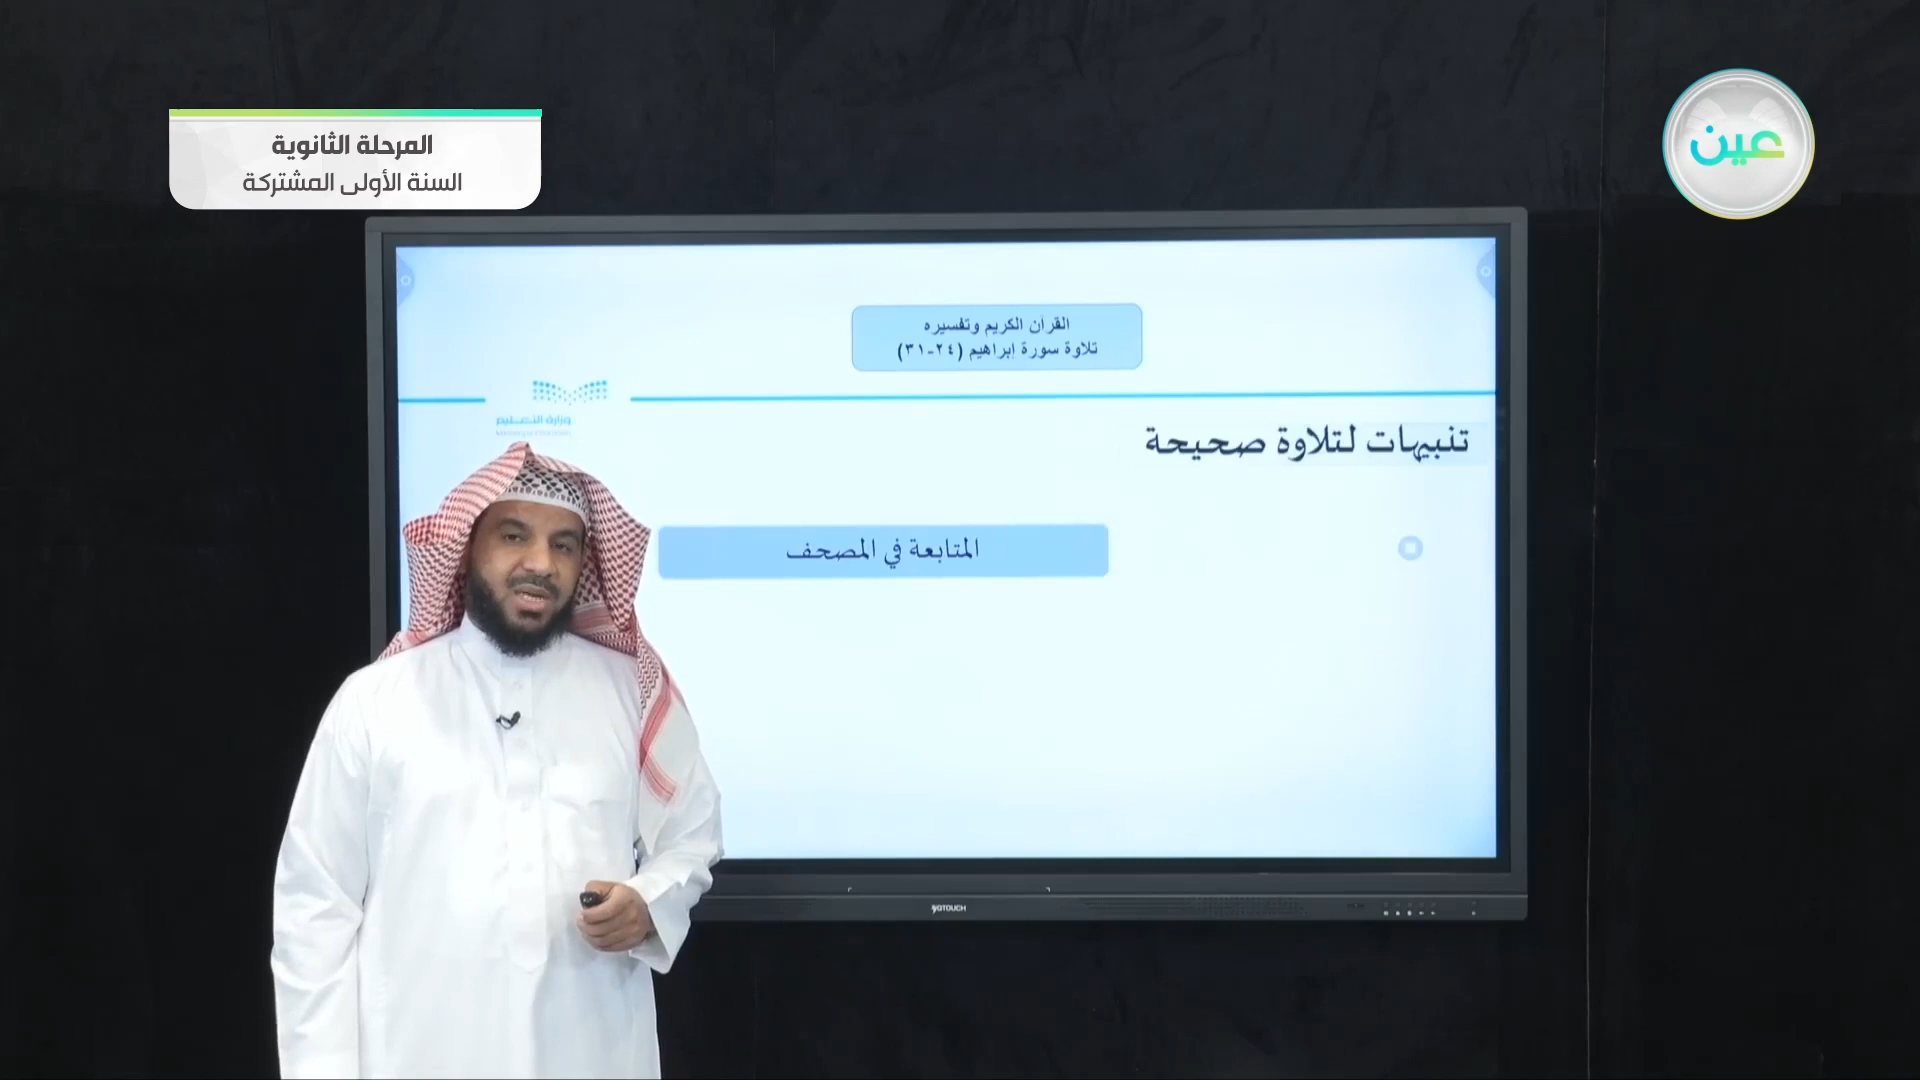 المرحلة الثانوية
السنة الأولى المشتركة
عين
القرآن الكريم وتفسيره
تلاوة سورة إبراهيم (٢٤-٣١)
وزارة التعليم
تنبيهات لتلاوة صحيحة
المتابعة في المصحف